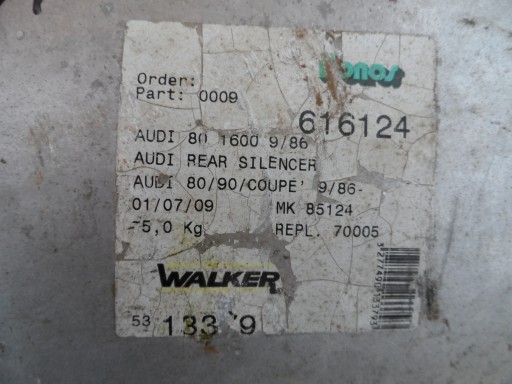 Order:
Part: 0009
616124
AUDI 80 1600 9/86
AUDI REAR SILENCER
AUDI 80/90/COUPE' 9/86-
01/07/09 MK 85124
5,0 Kg REPL. 70005
WALKER
53 133 9